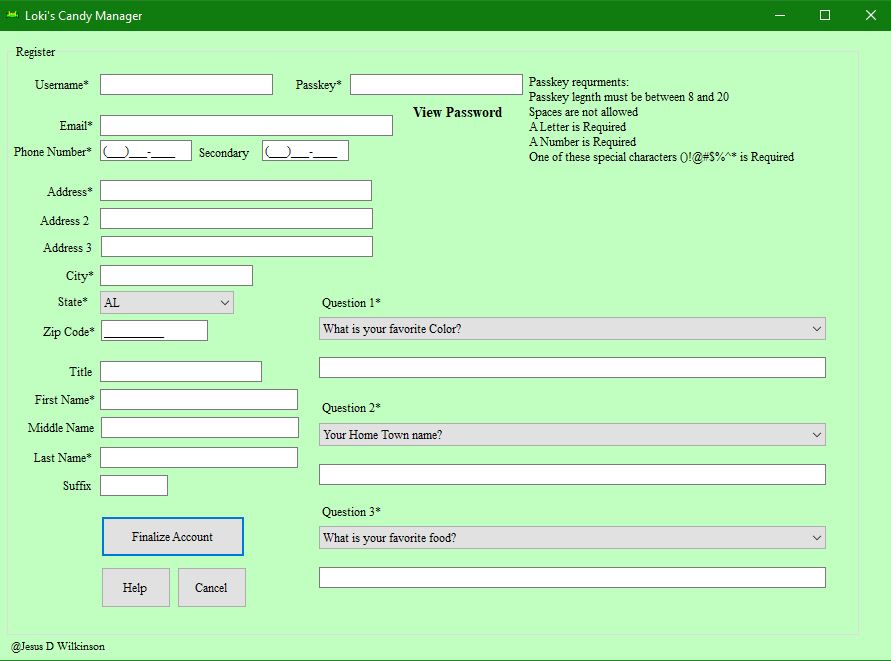 Loki's Candy Manager
Register
Username*
Passkey*
Passkey requrments:
Passkey legnth must be between 8 and 20
Spaces are not allowed
A Letter is Required
A Number is Required
One of these special characters ()!@#$%^* is Required
View Password
Email*
Phone Number* (___)___-____ Secondary (___)___-____
Address*
Address 2
Address 3
City*
State* AL
Zip Code* __________
Title
First Name*
Middle Name
Last Name*
Suffix
Question 1*
What is your favorite Color?
Question 2*
Your Home Town name?
Question 3*
What is your favorite food?
Finalize Account
Help Cancel
@Jesus D Wilkinson